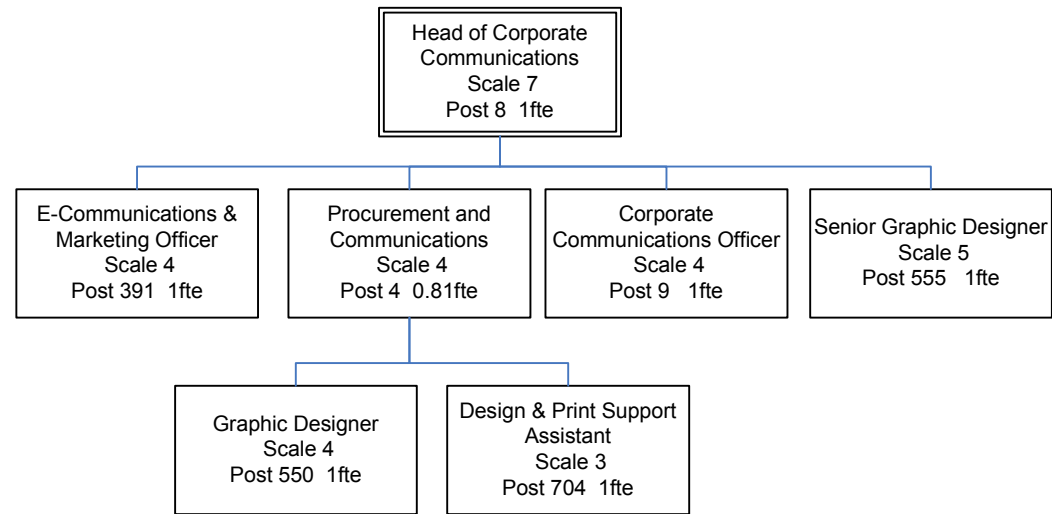 Head of Corporate
Communications
Scale 7
Post 8  1fte
E-Communications &
Marketing Officer
Scale 4
Post 391  1fte
Procurement and
Communications
Scale 4
Post 4  0.81fte
Corporate
Communications Officer
Scale 4
Post 9   1fte
Senior Graphic Designer
Scale 5
Post 555   1fte
Graphic Designer
Scale 4
Post 550  1fte
Design & Print Support
Assistant
Scale 3
Post 704  1fte